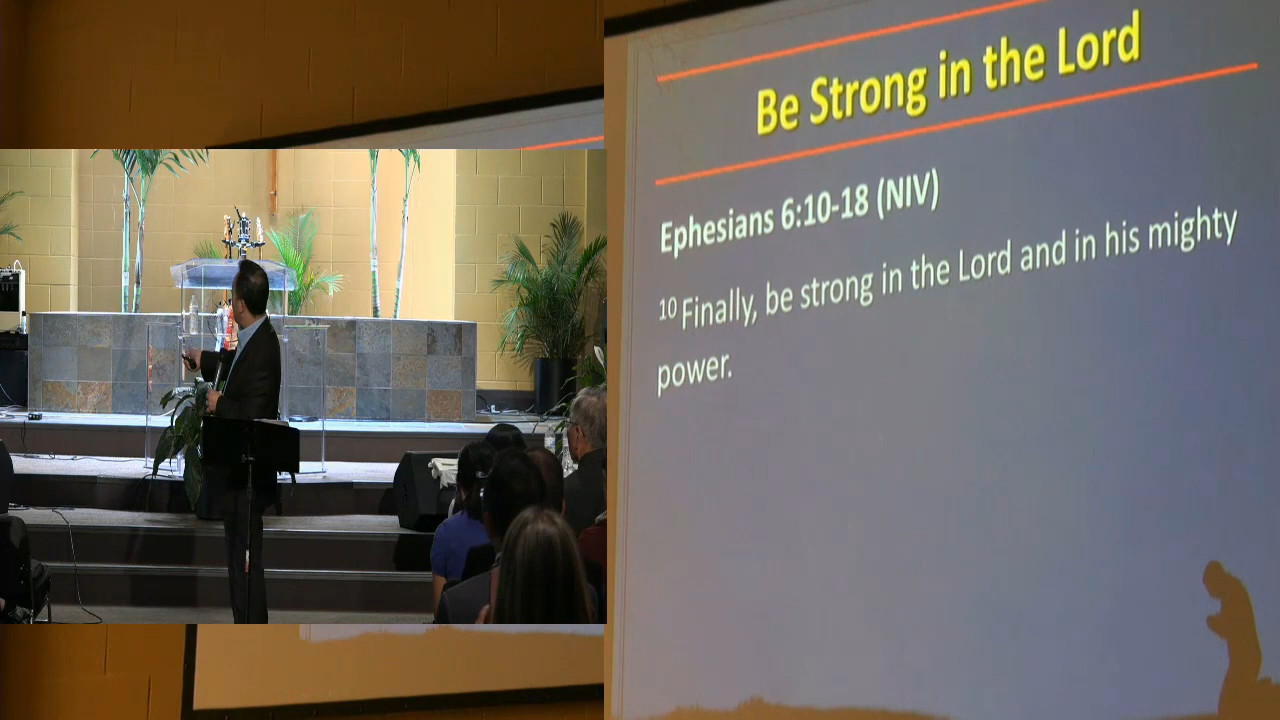 Be Strong in the Lord
Ephesians 6:10-18 (NIV)
10 Finally, be strong in the Lord and in his mighty
power.